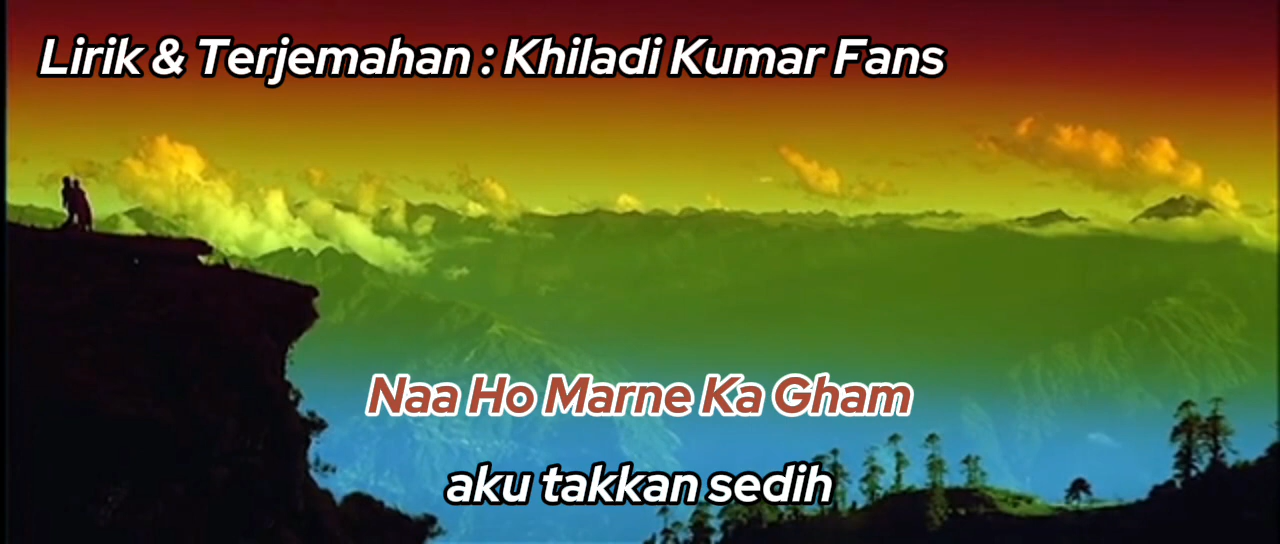 Lirik & Terjemahan : Khiladi Kumar Fans
Naa Ho Marne Ka Gham
aku takkan sedih